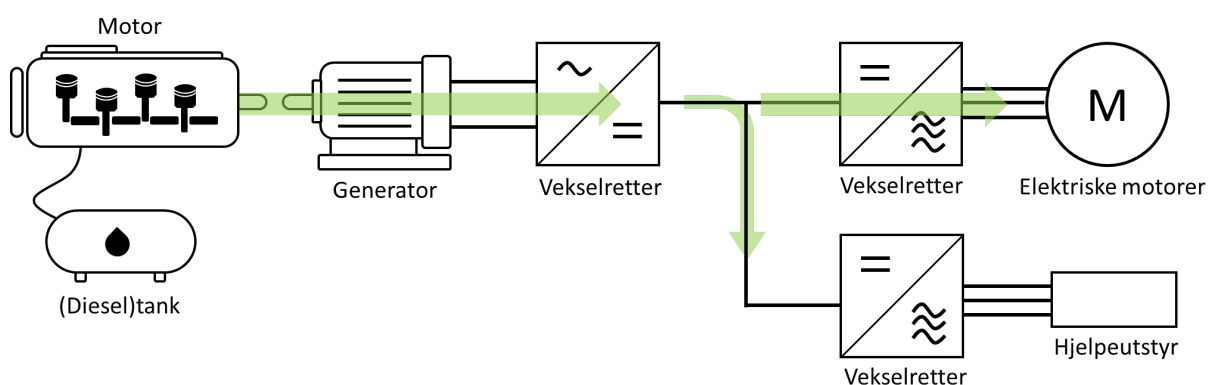 Motor
Generator
Vekselretter
Vekselretter
M
Elektriske motorer
(Diesel)tank
Vekselretter
Hjelpeutstyr